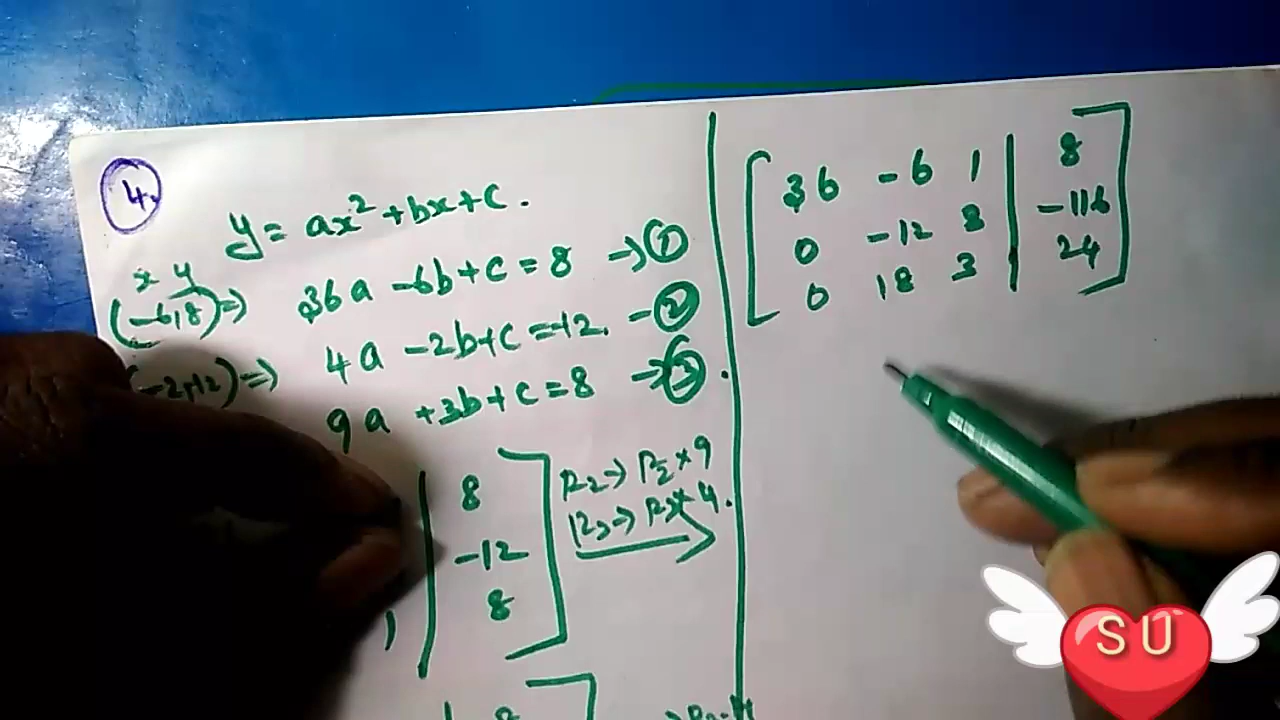 4.
y = ax² + bx + c.
x y
(-6,8) => 36a - 6b + c = 8 -> ①
(-2,-12) => 4a - 2b + c = -12. - ②
9a + 3b + c = 8 -> ③.
8
-12
1 8
R2 -> R2 × 9
R3 -> R3 × 4.
36 -6 1 | 8
0 -12 8 | -116
0 18 3 | 24
SU